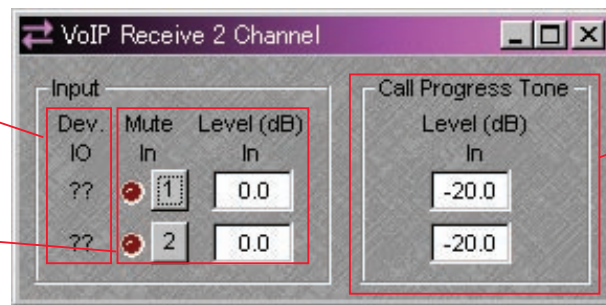 VoIP Receive 2 Channel
Input
Call Progress Tone
Dev. Mute Level (dB)
Level (dB)
IO In In
In
?? 1 0.0
-20.0
?? 2 0.0
-20.0